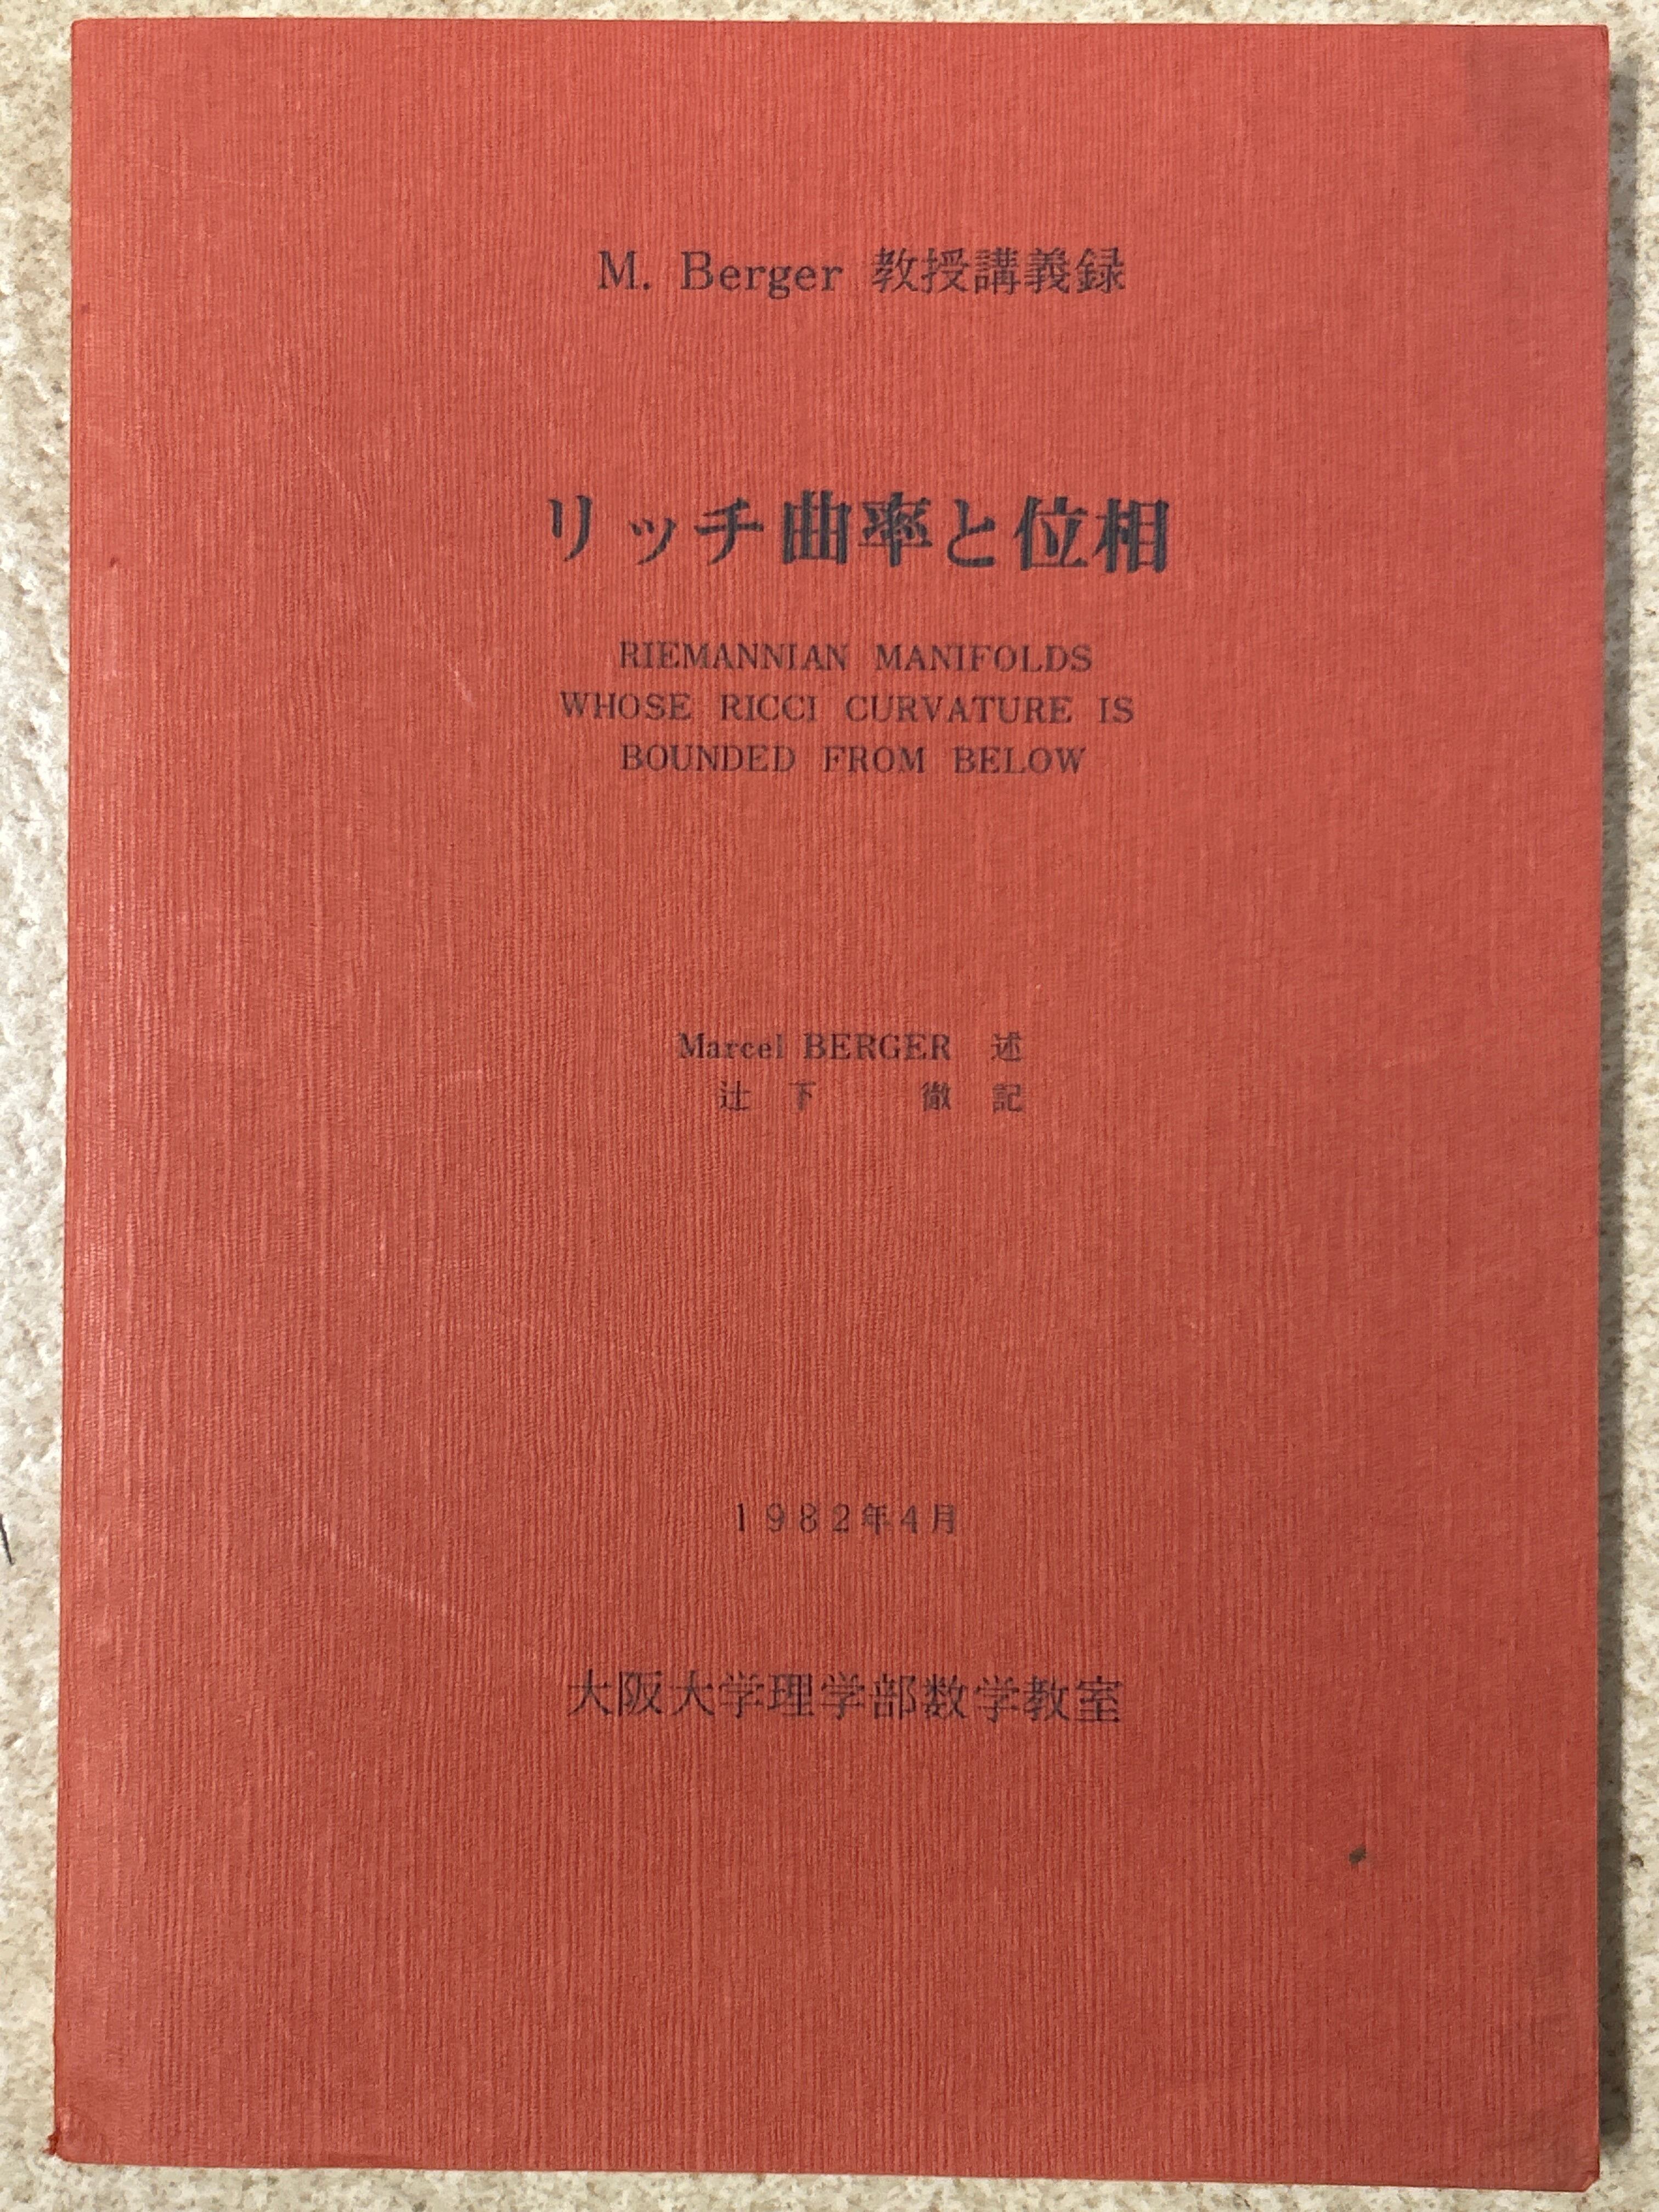 M. Berger 教授講義録
リッチ曲率と位相
RIEMANNIAN MANIFOLDS
WHOSE RICCI CURVATURE IS
BOUNDED FROM BELOW
Marcel BERGER 述
辻下 徹 記
1982年4月
大阪大学理学部数学教室